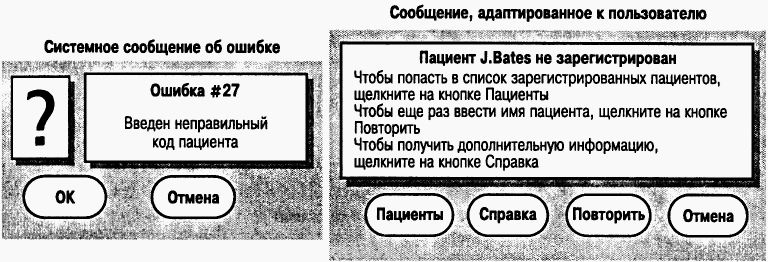 Системное сообщение об ошибке
?
Ошибка #27
Введен неправильный
код пациента
ОК
Отмена
Сообщение, адаптированное к пользователю
Пациент J.Bates не зарегистрирован
Чтобы попасть в список зарегистрированных пациентов,
щелкните на кнопке Пациенты
Чтобы еще раз ввести имя пациента, щелкните на кнопке
Повторить
Чтобы получить дополнительную информацию,
щелкните на кнопке Справка
Пациенты
Справка
Повторить
Отмена